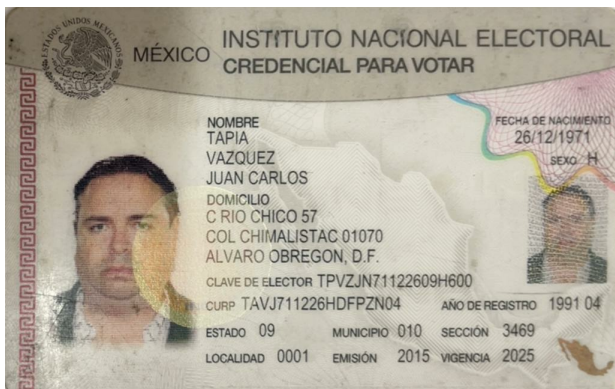 ESTADOS UNIDOS MEXICANOS
MÉXICO INSTITUTO NACIONAL ELECTORAL
CREDENCIAL PARA VOTAR
NOMBRE
TAPIA
VAZQUEZ
JUAN CARLOS
FECHA DE NACIMIENTO
26/12/1971
SEXO H
DOMICILIO
C RIO CHICO 57
COL CHIMALISTAC 01070
ALVARO OBREGON, D.F.
CLAVE DE ELECTOR TPVZJN71122609H600
CURP TAVJ711226HDFPZN04 AÑO DE REGISTRO 1991 04
ESTADO 09 MUNICIPIO 010 SECCIÓN 3469
LOCALIDAD 0001 EMISIÓN 2015 VIGENCIA 2025